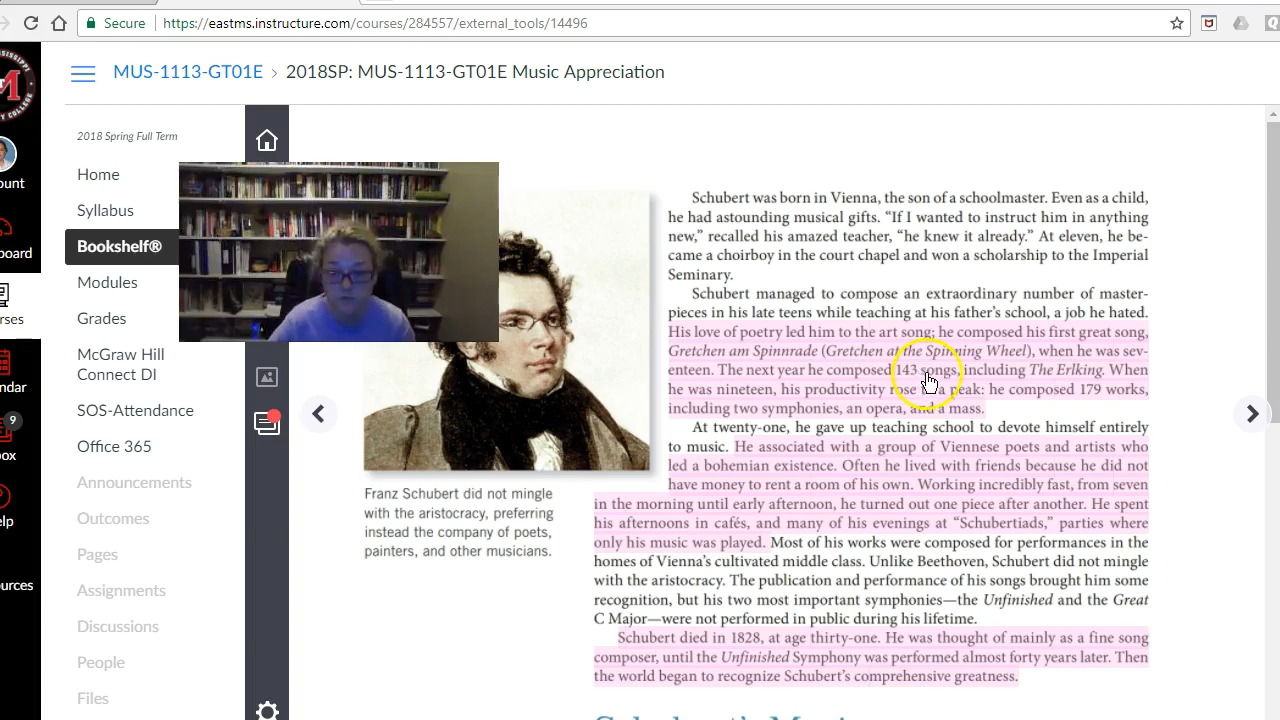 Secure
https://eastms.instructure.com/courses/284557/external_tools/14496
MUS-1113-GT01E > 2018SP: MUS-1113-GT01E Music Appreciation
M
ount
board
rses
ndar
9
box
elp
ources
2018 Spring Full Term
Home
Syllabus
Bookshelf®
Modules
Grades
McGraw Hill
Connect DI
SOS-Attendance
Office 365
Announcements
Outcomes
Pages
Assignments
Discussions
People
Files
Franz Schubert did not mingle
with the aristocracy, preferring
instead the company of poets,
painters, and other musicians.
Schubert was born in Vienna, the son of a schoolmaster. Even as a child,
he had astounding musical gifts. “If I wanted to instruct him in anything
new,” recalled his amazed teacher, “he knew it already.” At eleven, he be-
came a choirboy in the court chapel and won a scholarship to the Imperial
Seminary.
Schubert managed to compose an extraordinary number of master-
pieces in his late teens while teaching at his father’s school, a job he hated.
His love of poetry led him to the art song; he composed his first great song,
Gretchen am Spinnrade (Gretchen at the Spinning Wheel), when he was sev-
enteen. The next year he composed 143 songs, including The Erlking. When
he was nineteen, his productivity rose to a peak: he composed 179 works,
including two symphonies, an opera, and a mass.
At twenty-one, he gave up teaching school to devote himself entirely
to music. He associated with a group of Viennese poets and artists who
led a bohemian existence. Often he lived with friends because he did not
have money to rent a room of his own. Working incredibly fast, from seven
in the morning until early afternoon, he turned out one piece after another. He spent
his afternoons in cafés, and many of his evenings at “Schubertiads,” parties where
only his music was played. Most of his works were composed for performances in the
homes of Vienna’s cultivated middle class. Unlike Beethoven, Schubert did not mingle
with the aristocracy. The publication and performance of his songs brought him some
recognition, but his two most important symphonies—the Unfinished and the Great
C Major—were not performed in public during his lifetime.
Schubert died in 1828, at age thirty-one. He was thought of mainly as a fine song
composer, until the Unfinished Symphony was performed almost forty years later. Then
the world began to recognize Schubert’s comprehensive greatness.